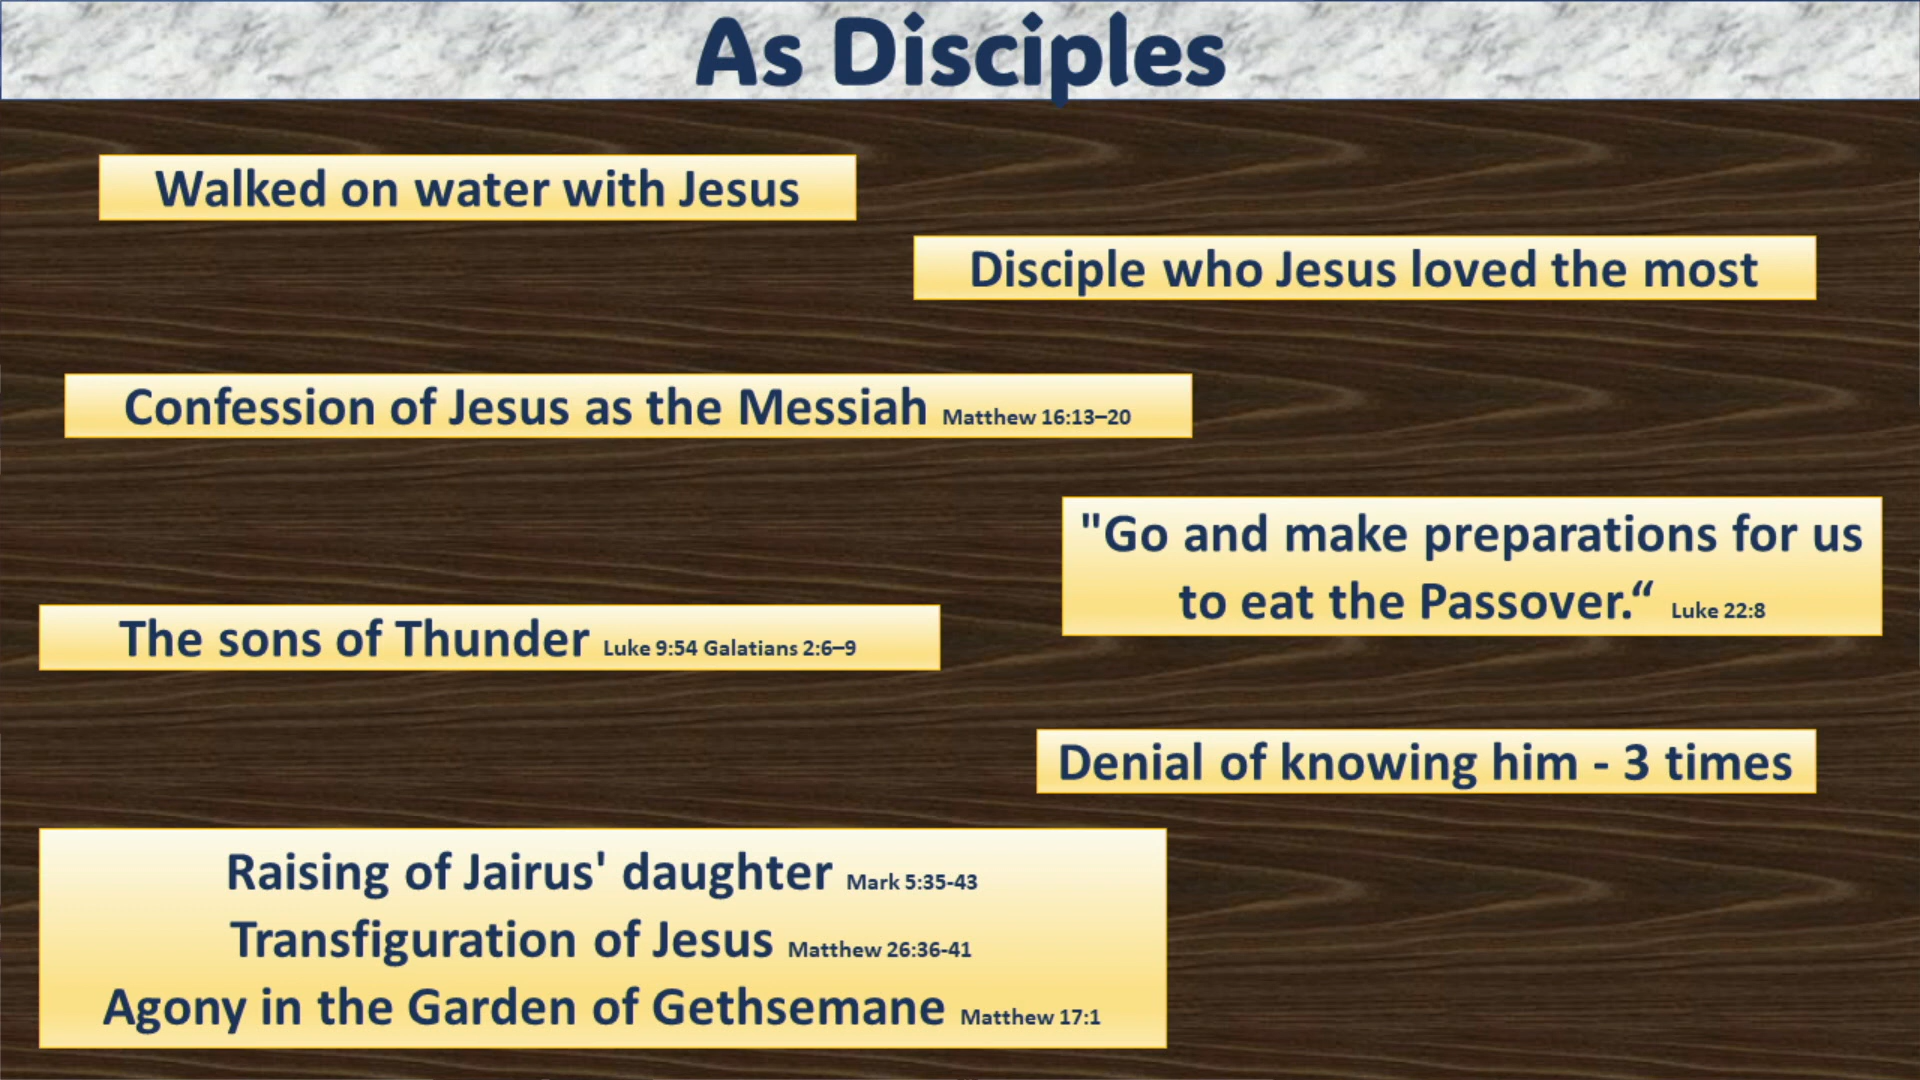 As Disciples
Walked on water with Jesus
Disciple who Jesus loved the most
Confession of Jesus as the Messiah Matthew 16:13–20
"Go and make preparations for us
to eat the Passover.“ Luke 22:8
The sons of Thunder Luke 9:54 Galatians 2:6–9
Denial of knowing him - 3 times
Raising of Jairus' daughter Mark 5:35-43
Transfiguration of Jesus Matthew 26:36-41
Agony in the Garden of Gethsemane Matthew 17:1